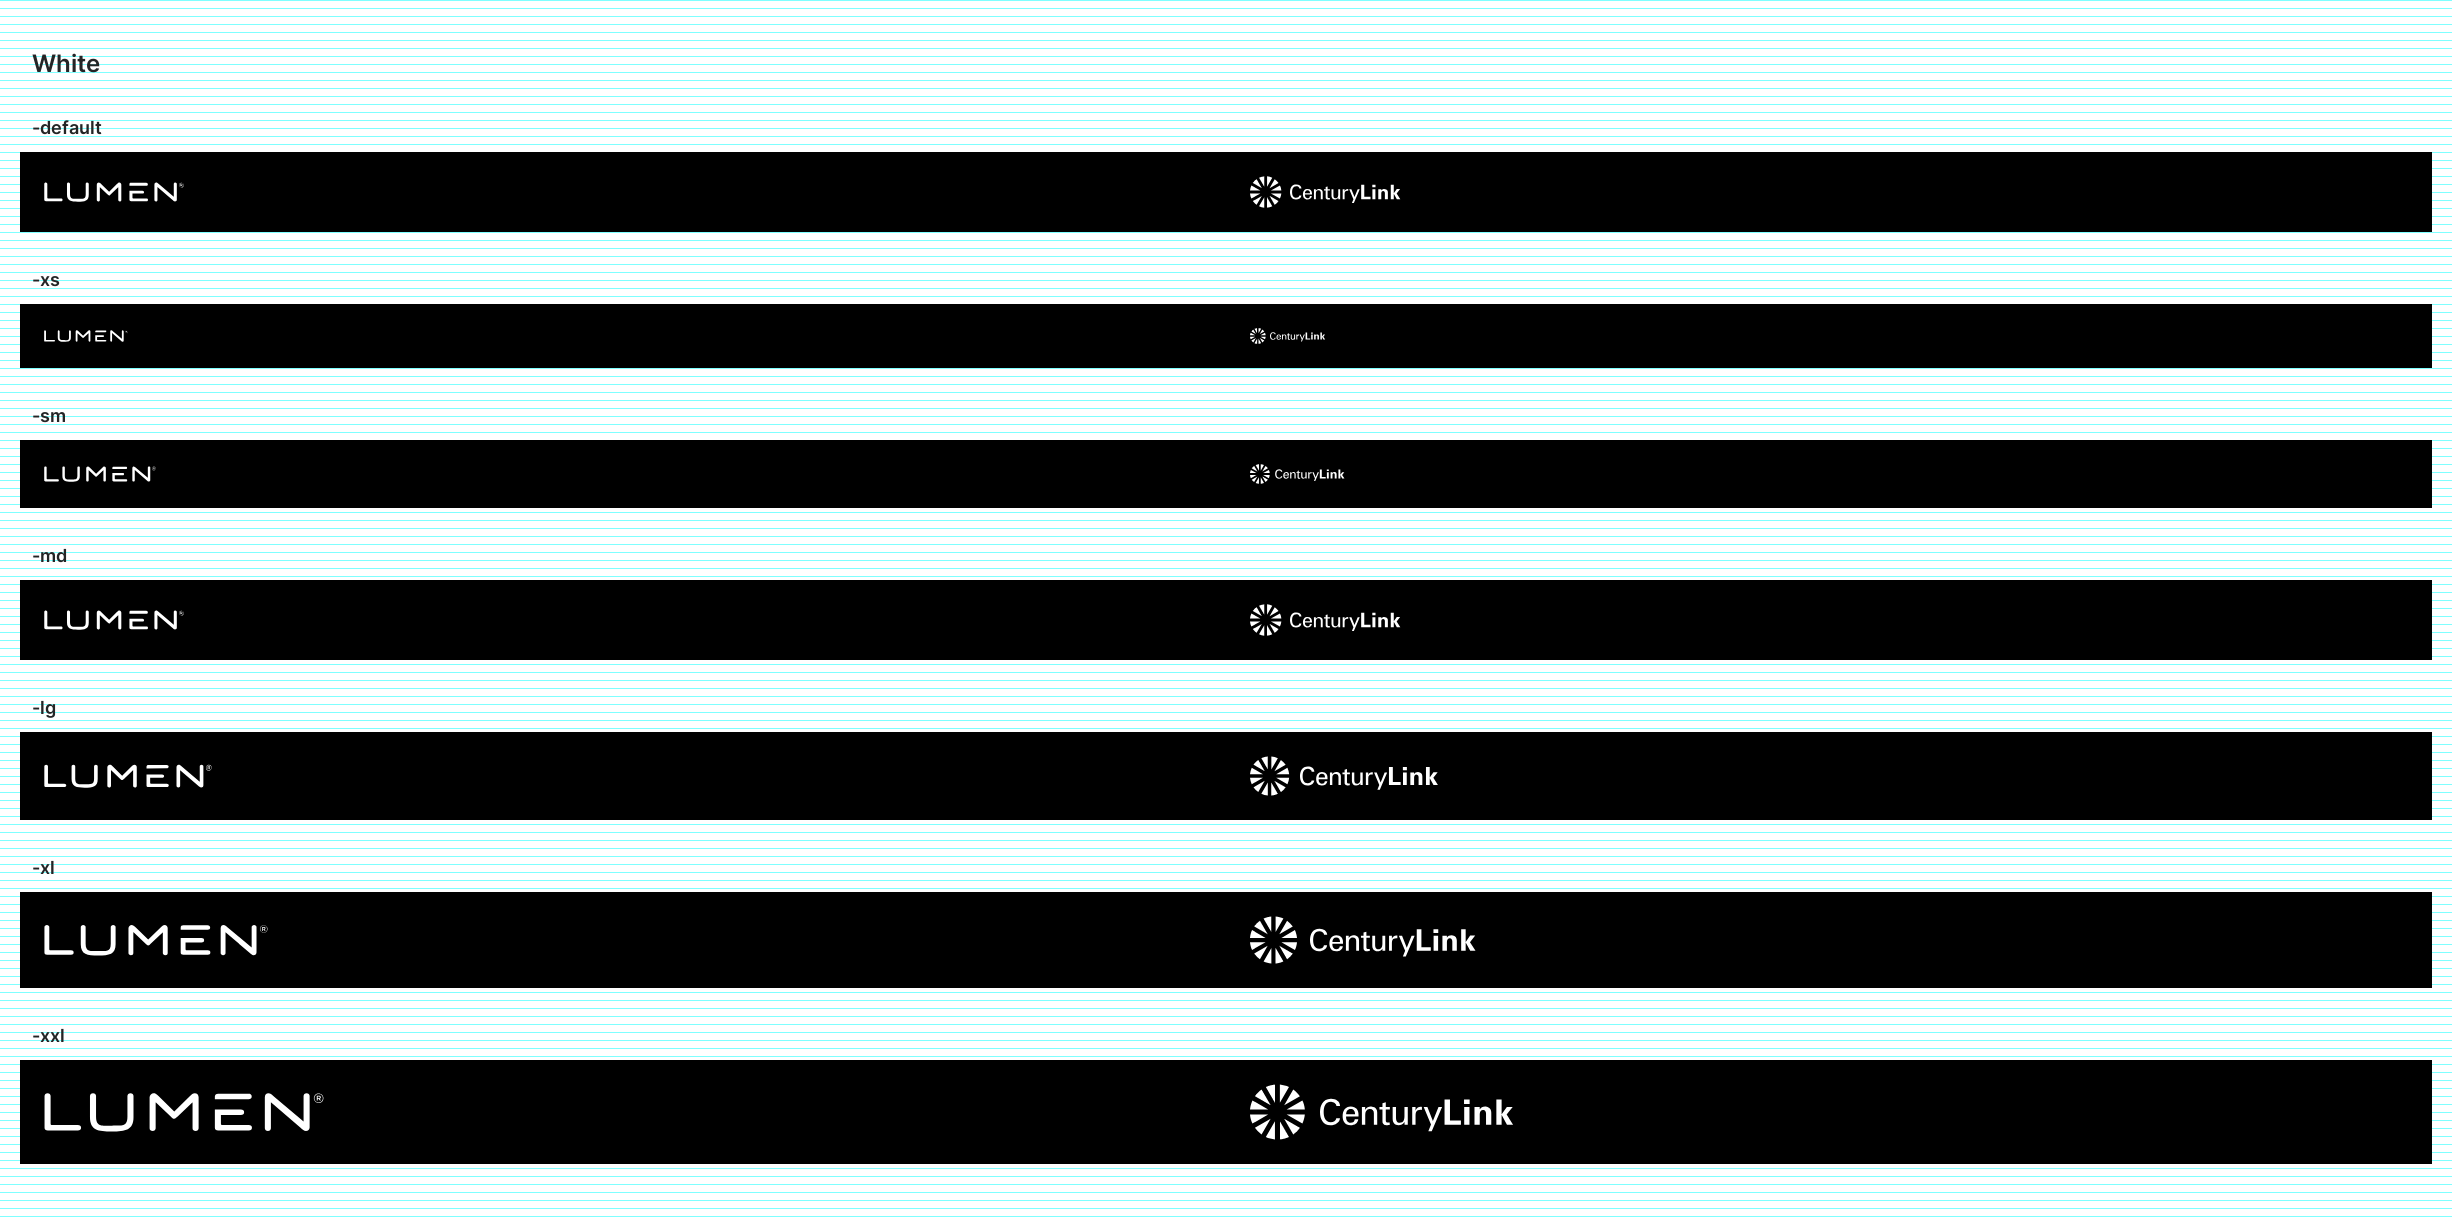 White
-default
LUMEN® CenturyLink
-xs
LUMEN CenturyLink
-sm
LUMEN® CenturyLink
-md
LUMEN® CenturyLink
-lg
LUMEN® CenturyLink
-xl
LUMEN® CenturyLink
-xxl
LUMEN® CenturyLink